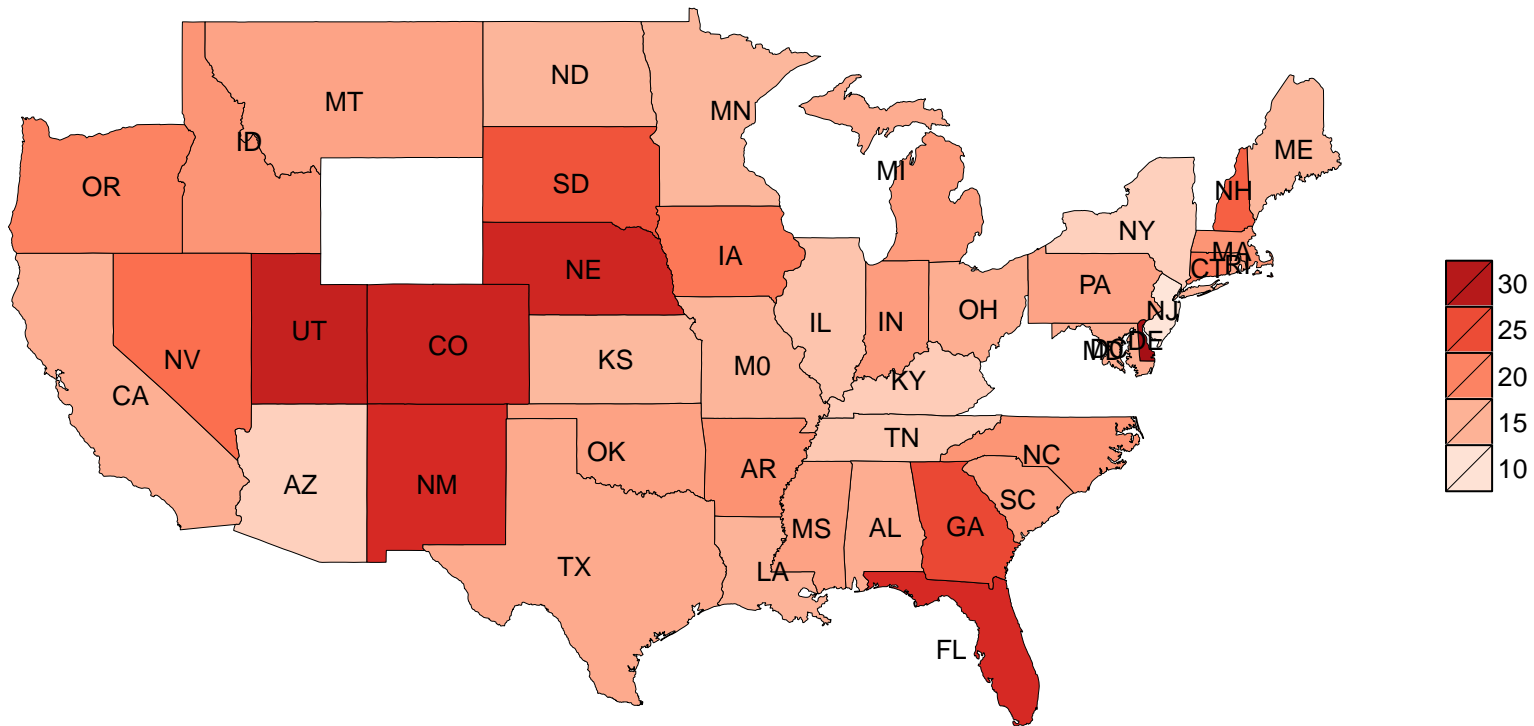 ND
MT
MN
ID
ME
MI
OR
SD
NH
NY
MA
IA
CT
RI
NE
PA
30
NJ
OH
IL
IN
25
UT
CO
DE
MD
DC
NV
KS
M0
20
KY
CA
15
TN
OK
NC
AR
10
AZ
NM
SC
MS
AL
GA
TX
LA
FL